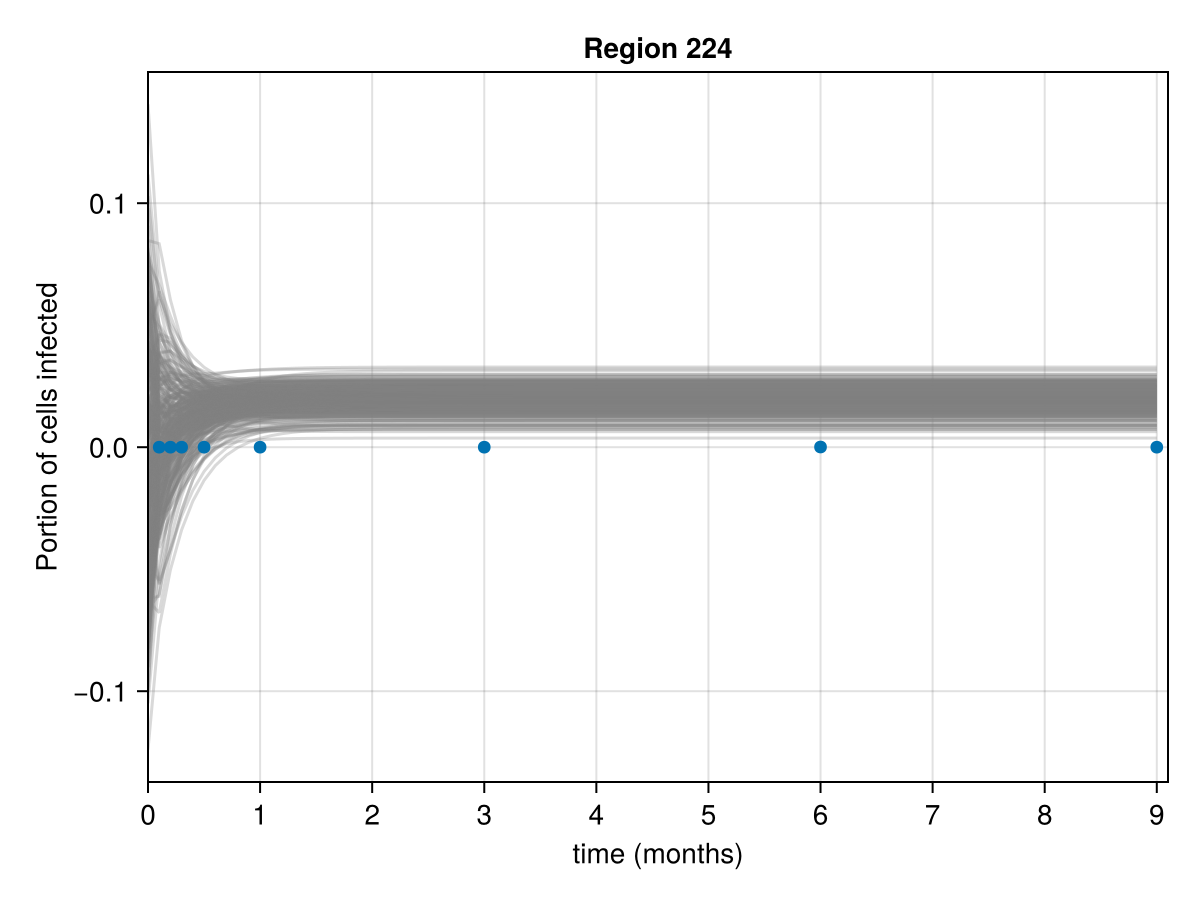 Region 224
Portion of cells infected
0.1
0.0
−0.1
0 1 2 3 4 5 6 7 8 9
time (months)